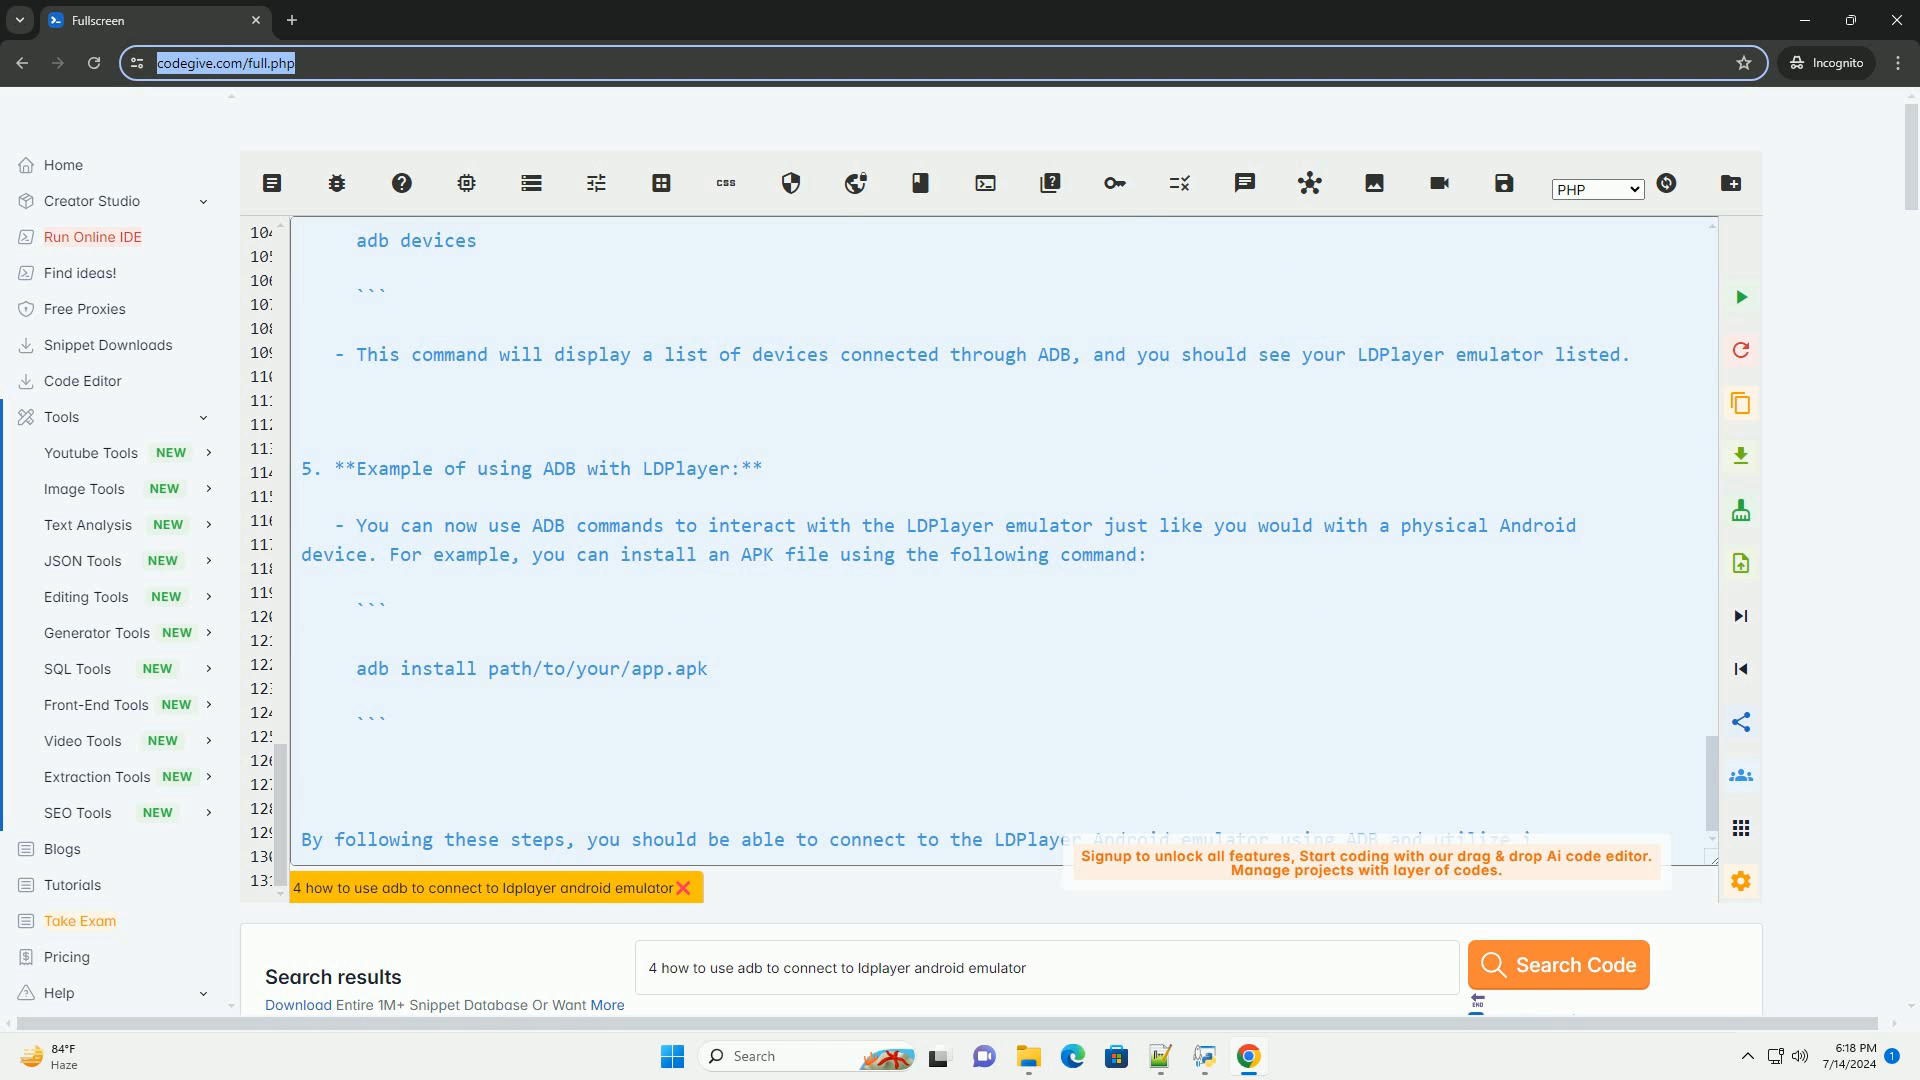 Fullscreen
codegive.com/full.php
Incognito
Home
Creator Studio
Run Online IDE
Find ideas!
Free Proxies
Snippet Downloads
Code Editor
Tools
Youtube Tools NEW
Image Tools NEW
Text Analysis NEW
JSON Tools NEW
Editing Tools NEW
Generator Tools NEW
SQL Tools NEW
Front-End Tools NEW
Video Tools NEW
Extraction Tools NEW
SEO Tools NEW
Blogs
Tutorials
Take Exam
Pricing
Help
css
PHP
adb devices
```
- This command will display a list of devices connected through ADB, and you should see your LDPlayer emulator listed.
5. **Example of using ADB with LDPlayer:**
- You can now use ADB commands to interact with the LDPlayer emulator just like you would with a physical Android
device. For example, you can install an APK file using the following command:
```
adb install path/to/your/app.apk
```
By following these steps, you should be able to connect to the LDPlayer Android emulator using ADB and utilize i
Signup to unlock all features, Start coding with our drag & drop Ai code editor.
Manage projects with layer of codes.
4 how to use adb to connect to ldplayer android emulator
Search results
4 how to use adb to connect to ldplayer android emulator
Search Code
Download Entire 1M+ Snippet Database Or Want More
END
84°F
Haze
Search
6:18 PM
7/14/2024
1